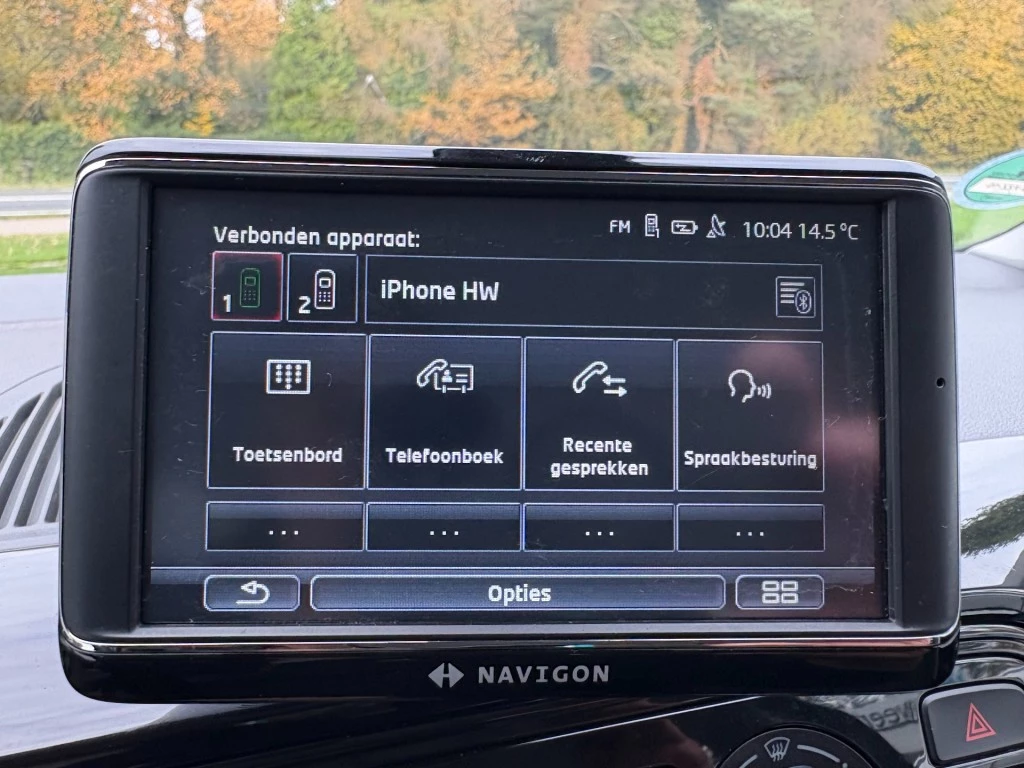 FM 10:04 14.5 °C
Verbonden apparaat:
1 2 iPhone HW
Toetsenbord
Telefoonboek
Recente
gesprekken
Spraakbesturing
... ... ... ...
Opties
NAVIGON